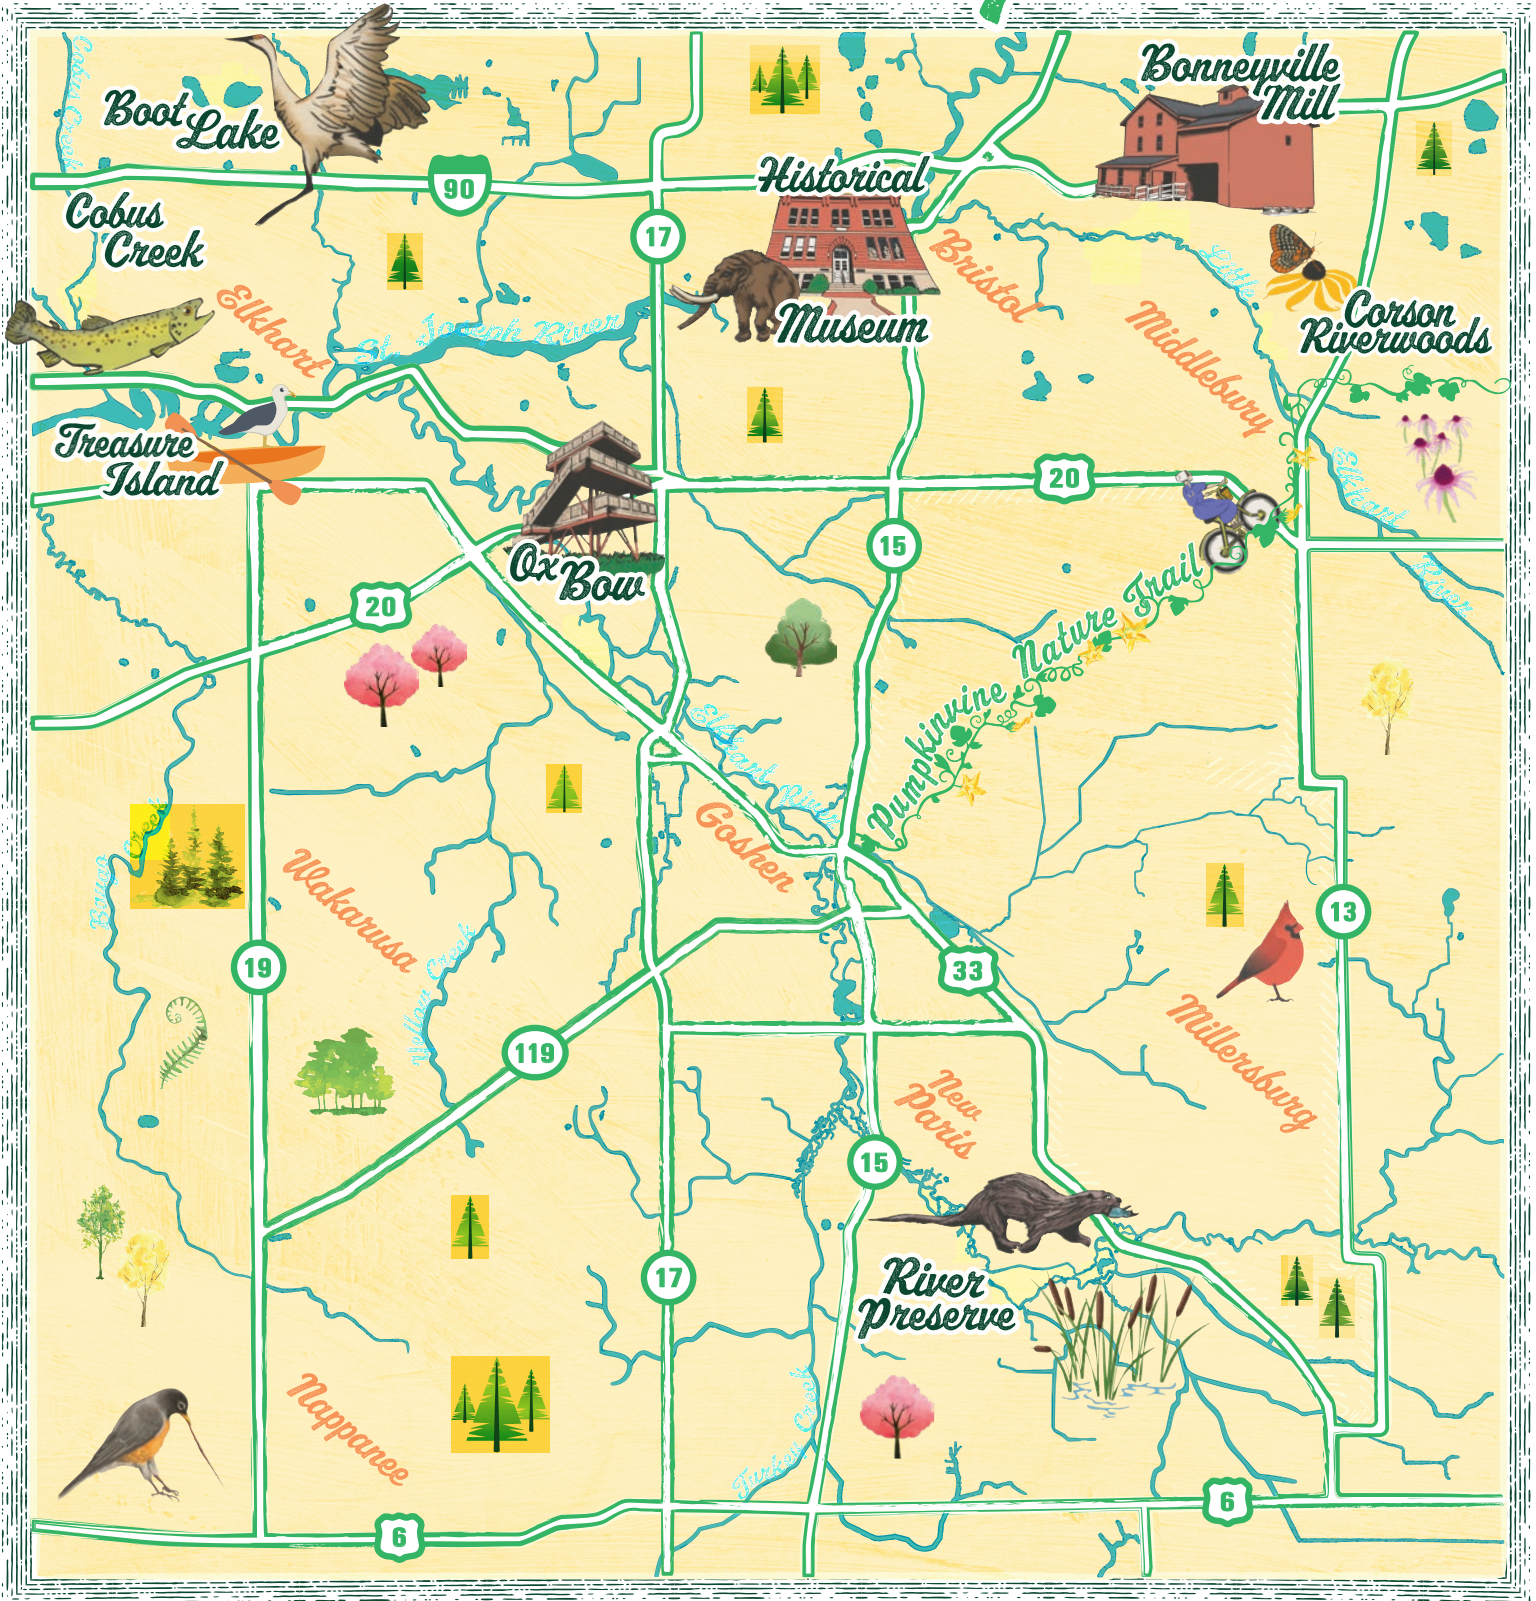 Cobus Creek
Bonneyville
Mill
Boot
Lake
Historical
90
Cobus
Creek
17
Bristol
Little
Elkhart
St. Joseph River
Museum
Middlebury
Corson
Riverwoods
Treasure
Island
20
Elkhart
River
15
Ox
Bow
20
Pumpkinvine Nature Trail
Elkhart River
Goshen
Baugo Creek
Wakarusa
Yellow Creek
13
19
33
119
Millersburg
New
Paris
15
17
River
Preserve
Turkey Creek
Nappanee
6
6